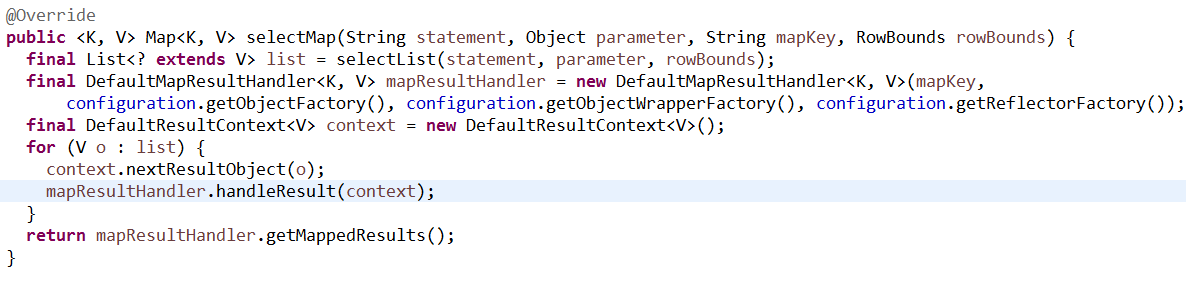 @Override
public <K, V> Map<K, V> selectMap(String statement, Object parameter, String mapKey, RowBounds rowBounds) {
  final List<? extends V> list = selectList(statement, parameter, rowBounds);
  final DefaultMapResultHandler<K, V> mapResultHandler = new DefaultMapResultHandler<K, V>(mapKey,
      configuration.getObjectFactory(), configuration.getObjectWrapperFactory(), configuration.getReflectorFactory());
  final DefaultResultContext<V> context = new DefaultResultContext<V>();
  for (V o : list) {
    context.nextResultObject(o);
    mapResultHandler.handleResult(context);
  }
  return mapResultHandler.getMappedResults();
}